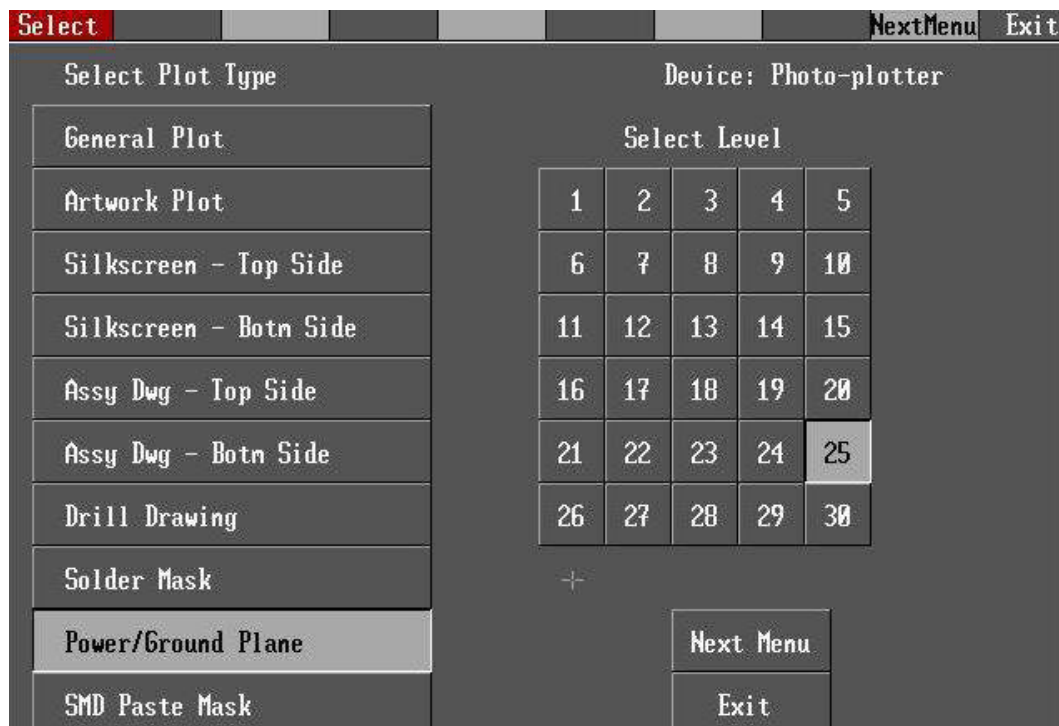 Select NextMenu Exit
Select Plot Type
Device: Photo-plotter
General Plot
Artwork Plot
Silkscreen - Top Side
Silkscreen - Botm Side
Assy Dwg - Top Side
Assy Dwg - Botm Side
Drill Drawing
Solder Mask
Power/Ground Plane
SMD Paste Mask
Select Level
1 2 3 4 5
6 7 8 9 10
11 12 13 14 15
16 17 18 19 20
21 22 23 24 25
26 27 28 29 30
Next Menu
Exit